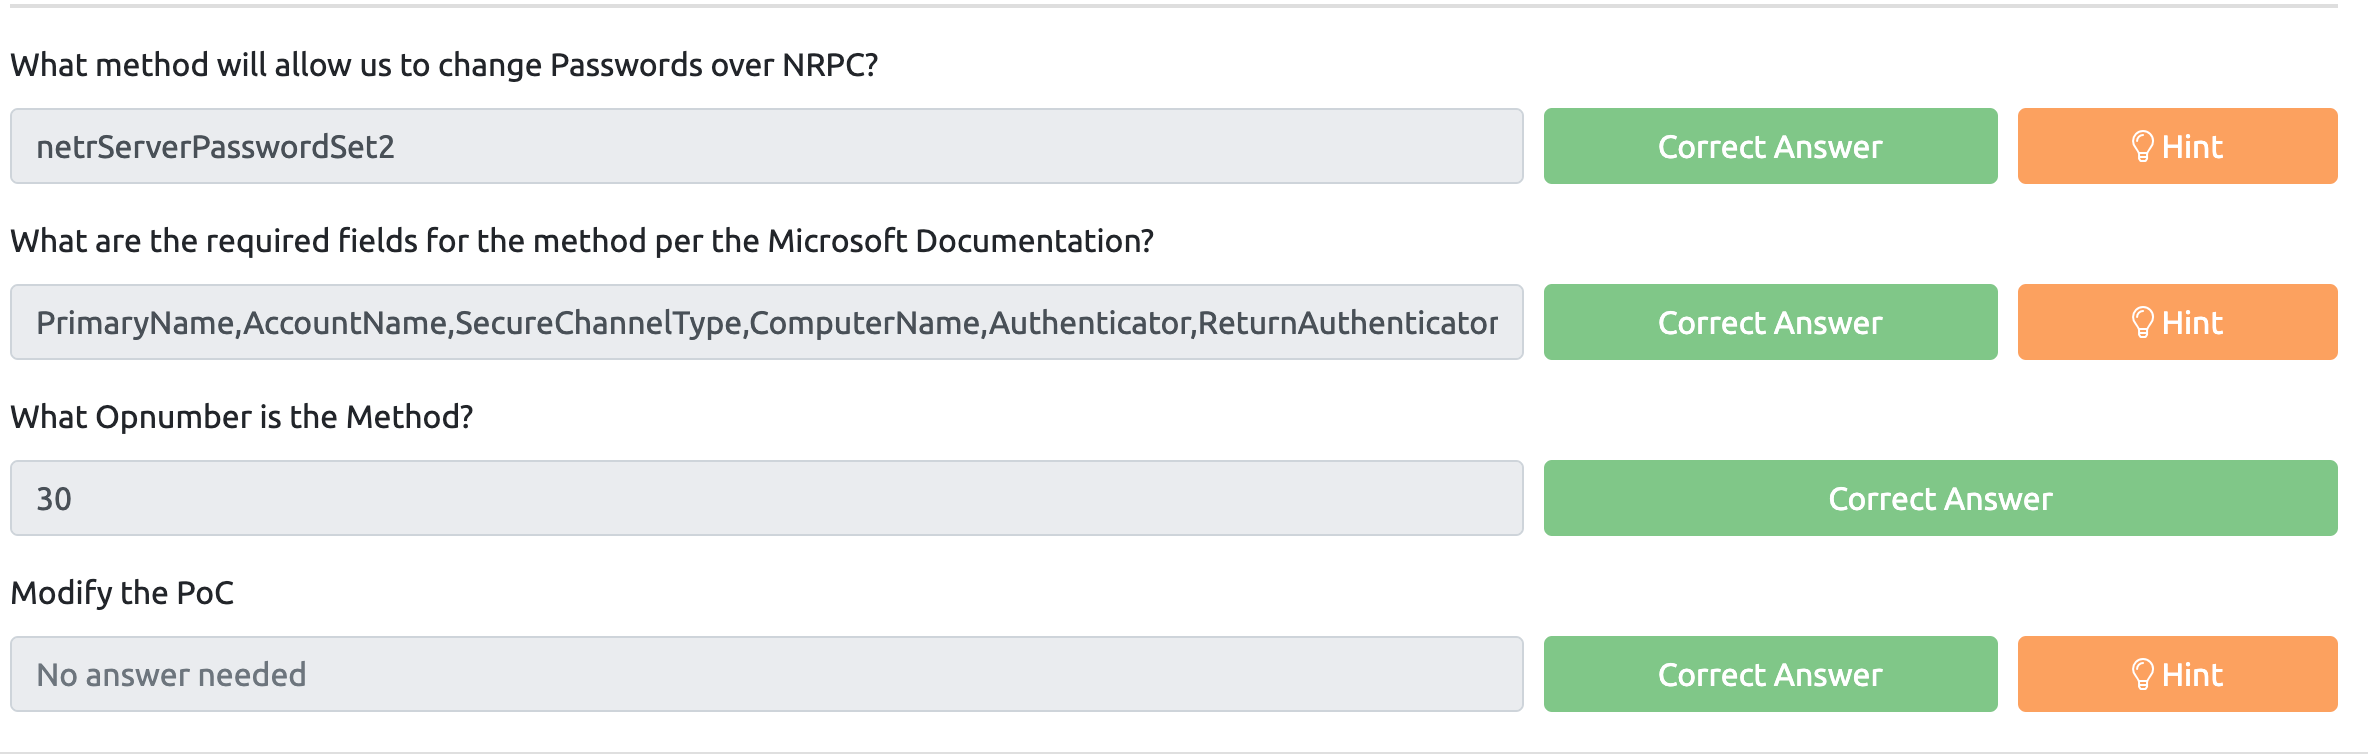 What method will allow us to change Passwords over NRPC?
netrServerPasswordSet2
Correct Answer
Hint
What are the required fields for the method per the Microsoft Documentation?
PrimaryName,AccountName,SecureChannelType,ComputerName,Authenticator,ReturnAuthenticator
Correct Answer
Hint
What Opnumber is the Method?
30
Correct Answer
Modify the PoC
No answer needed
Correct Answer
Hint